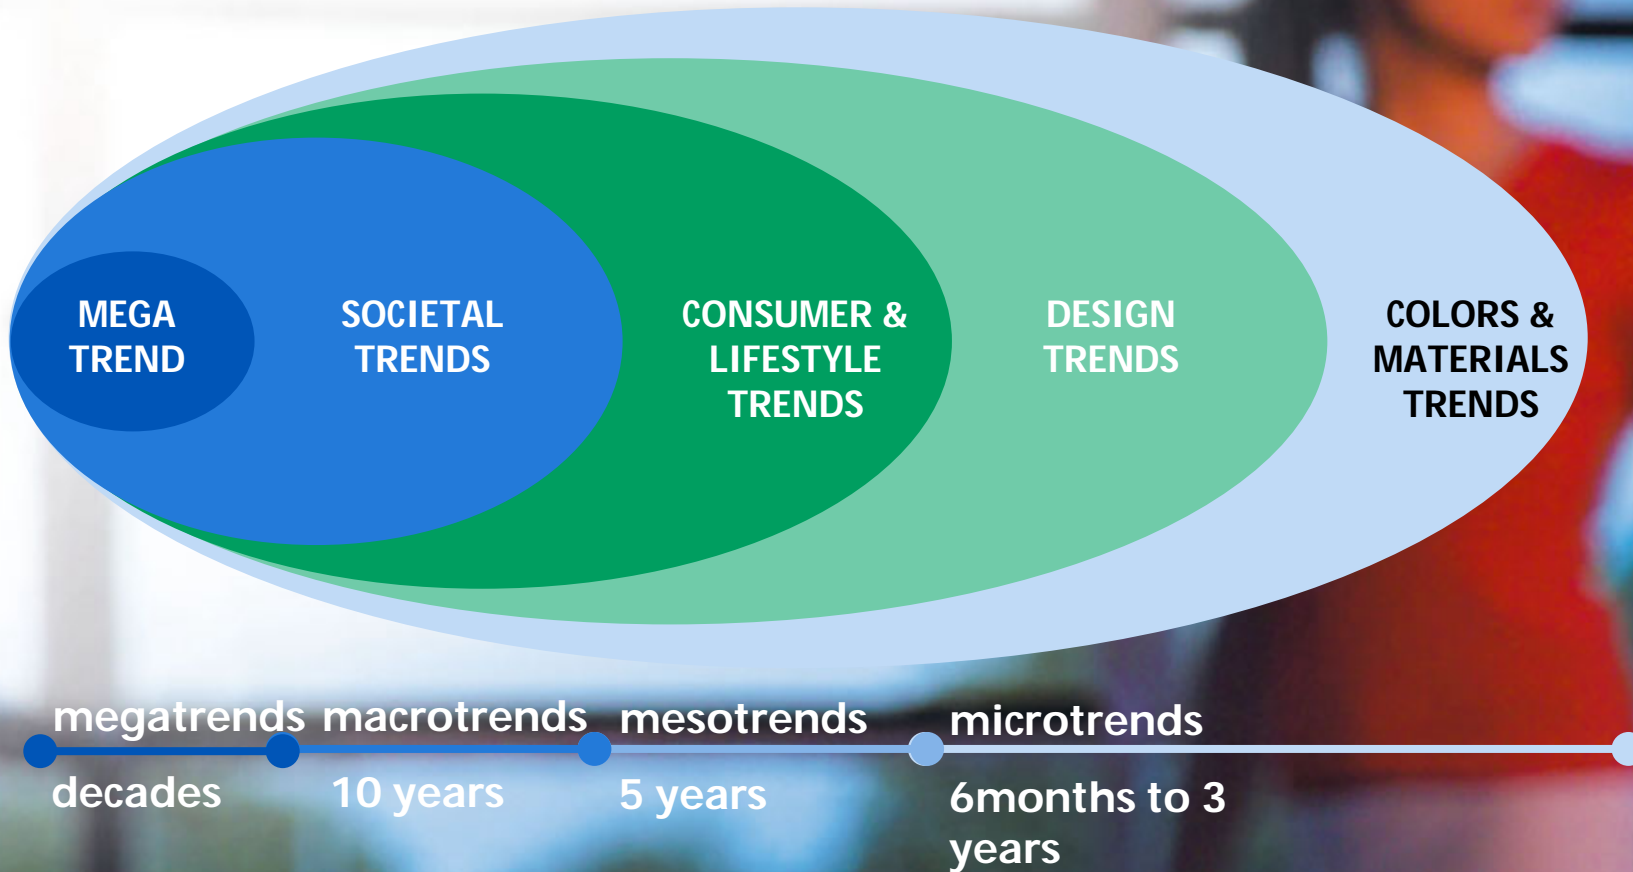 MEGA
TREND
SOCIETAL
TRENDS
CONSUMER &
LIFESTYLE
TRENDS
DESIGN
TRENDS
COLORS &
MATERIALS
TRENDS
megatrends
macrotrends
mesotrends
microtrends
decades
10 years
5 years
6months to 3
years